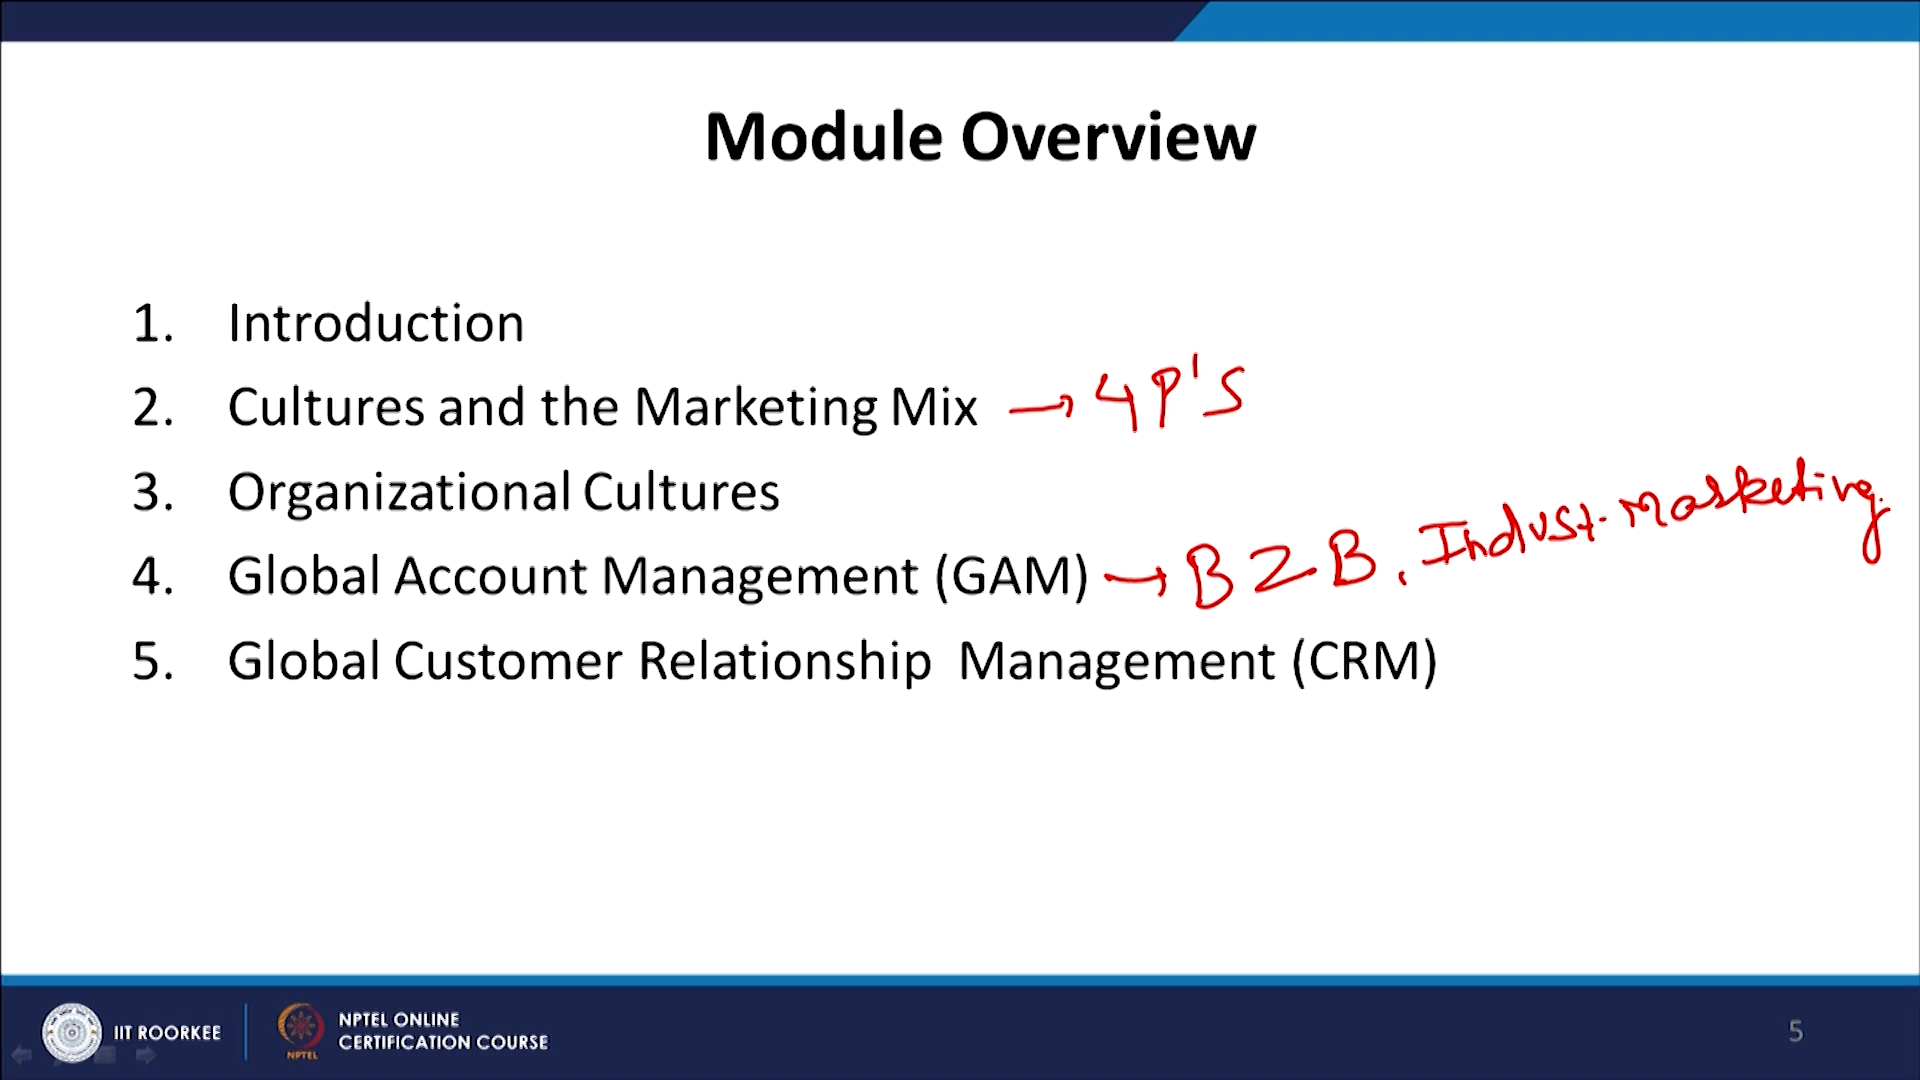 Module Overview
1. Introduction
2. Cultures and the Marketing Mix → 4P'S
3. Organizational Cultures
4. Global Account Management (GAM) → B2B, Indust. Marketing
5. Global Customer Relationship Management (CRM)
IIT ROORKEE
NPTEL
NPTEL ONLINE
CERTIFICATION COURSE
5